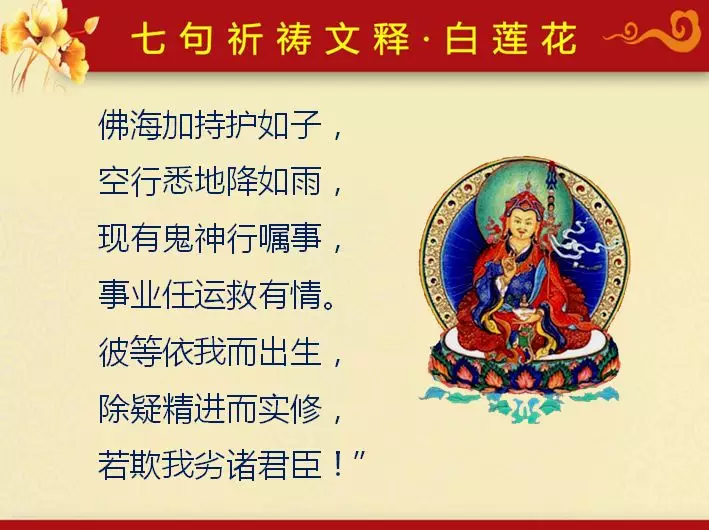 七句祈祷文释·白莲花
佛海加持护如子，
空行悉地降如雨，
现有鬼神行嘱事，
事业任运救有情。
彼等依我而出生，
除疑精进而实修，
若欺我劣诸君臣！”